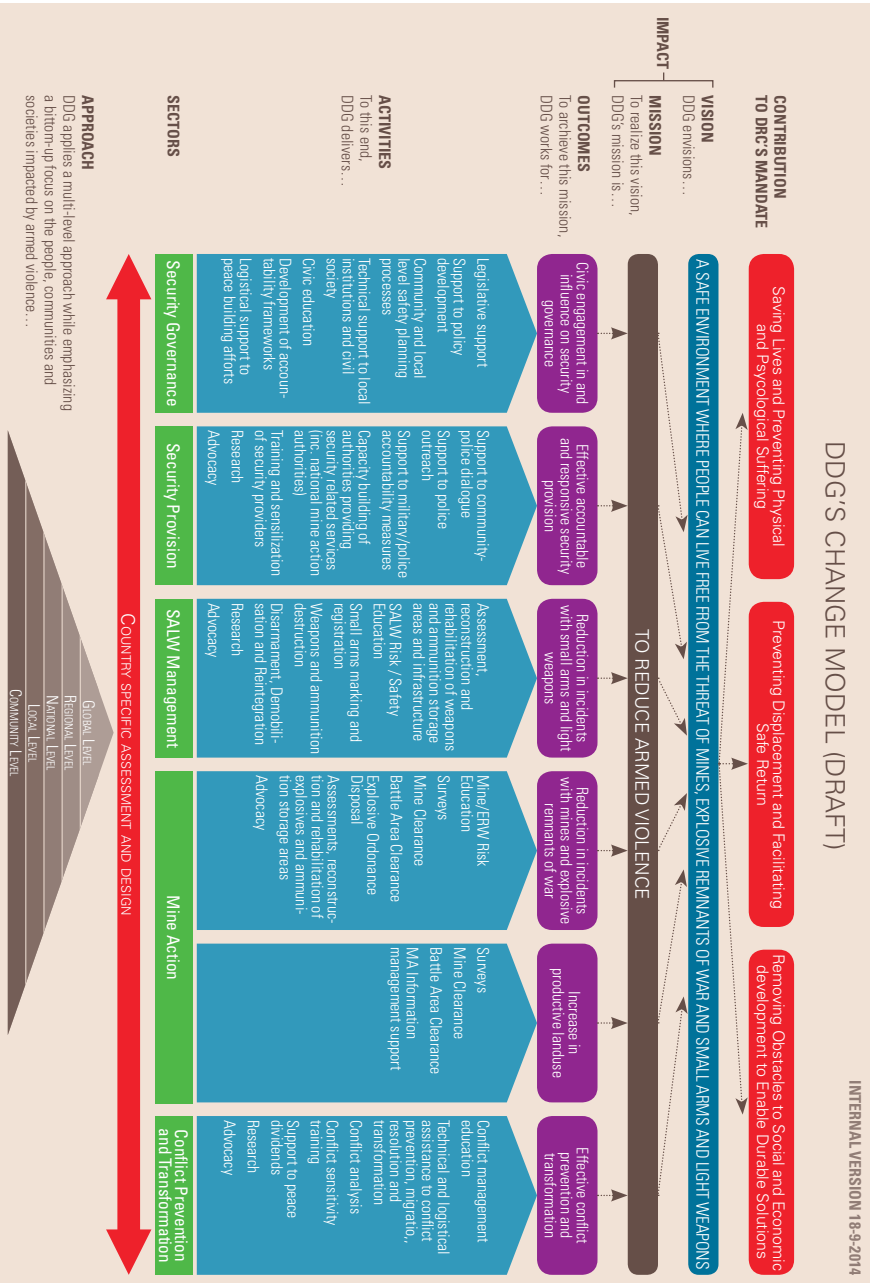 INTERNAL VERSION 18-9-2014
DDG'S CHANGE MODEL (DRAFT)
CONTRIBUTION
TO DRC'S MANDATE
Saving Lives and Preventing Physical
and Psycological Suffering
Preventing Displacement and Facilitating
Safe Return
Removing Obstacles to Social and Economic
development to Enable Durable Solutions
IMPACT
VISION
DDG envisions…
A SAFE ENVIRONMENT WHERE PEOPLE CAN LIVE FREE FROM THE THREAT OF MINES, EXPLOSIVE REMNANTS OF WAR AND SMALL ARMS AND LIGHT WEAPONS
MISSION
To realize this vision,
DDG's mission is…
TO REDUCE ARMED VIOLENCE
OUTCOMES
To archieve this mission,
DDG works for…
Civic engagement in and
influence on security
governance
Effective accountable
and responsive security
provision
Reduction in incidents
with small arms and light
weapons
Reduction in incidents
with mines and explosive
remnants of war
Increase in
productive landuse
Effective conflict
prevention and
transformation
ACTIVITIES
To this end,
DDG delivers…
Legislative support
Support to policy
development
Community and local
level safety planning
processes
Technical support to local
institutions and civil
society
Civic education
Development of accoun-
tability frameworks
Logistical support to
peace building efforts
Support to community-
police dialogue
Support to police
outreach
Support to military/police
accountability measures
Capacity building of
authorities providing
security related services
(inc. national mine action
authorities)
Training and sensilization
of security providers
Research
Advocacy
Assessment,
reconstruction and
rehabilitation of weapons
and ammunition storage
areas and infrastructure
SALW Risk / Safety
Education
Small arms making and
registration
Weapons and ammunition
destruction
Disarmament, Demobili-
sation and Reintegration
Research
Advocacy
Mine/ERW Risk
Education
Surveys
Mine Clearance
Battle Area Clearance
Explosive Ordonance
Disposal
Assessments, reconstruc-
tion and rehabilitation of
explosives and ammuni-
tion storage areas
Advocacy
Surveys
Mine Clearance
Battle Area Clearance
MA Information
management support
Conflict management
education
Technical and logistical
assistance to conflict
prevention, migratio,,
resolution and
transformation
Conflict analysis
Conflict sensitivity
training
Support to peace
dividends
Research
Advocacy
SECTORS
Security Governance
Security Provision
SALW Management
Mine Action
Conflict Prevention
and Transformation
COUNTRY SPECIFIC ASSESSMENT AND DESIGN
APPROACH
DDG applies a multi-level approach while emphasizing
a bittom-up focus on the people, communities and
societies impacted by armed violence…
GLOBAL LEVEL
REGIONAL LEVEL
NATIONAL LEVEL
LOCAL LEVEL
COMMUNITY LEVEL